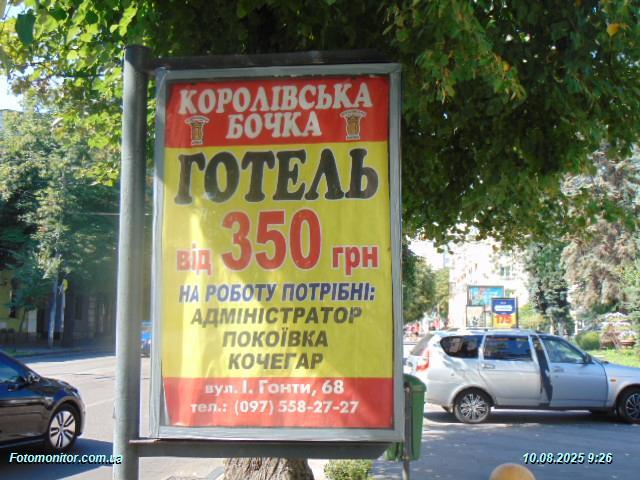 КОРОЛІВСЬКА
БОЧКА
ГОТЕЛЬ
від 350 грн
НА РОБОТУ ПОТРІБНІ:
АДМІНІСТРАТОР
ПОКОЇВКА
КОЧЕГАР
вул. І. Гонти, 68
тел.: (097) 558-27-27
Fotomonitor.com.ua
10.08.2025 9:26